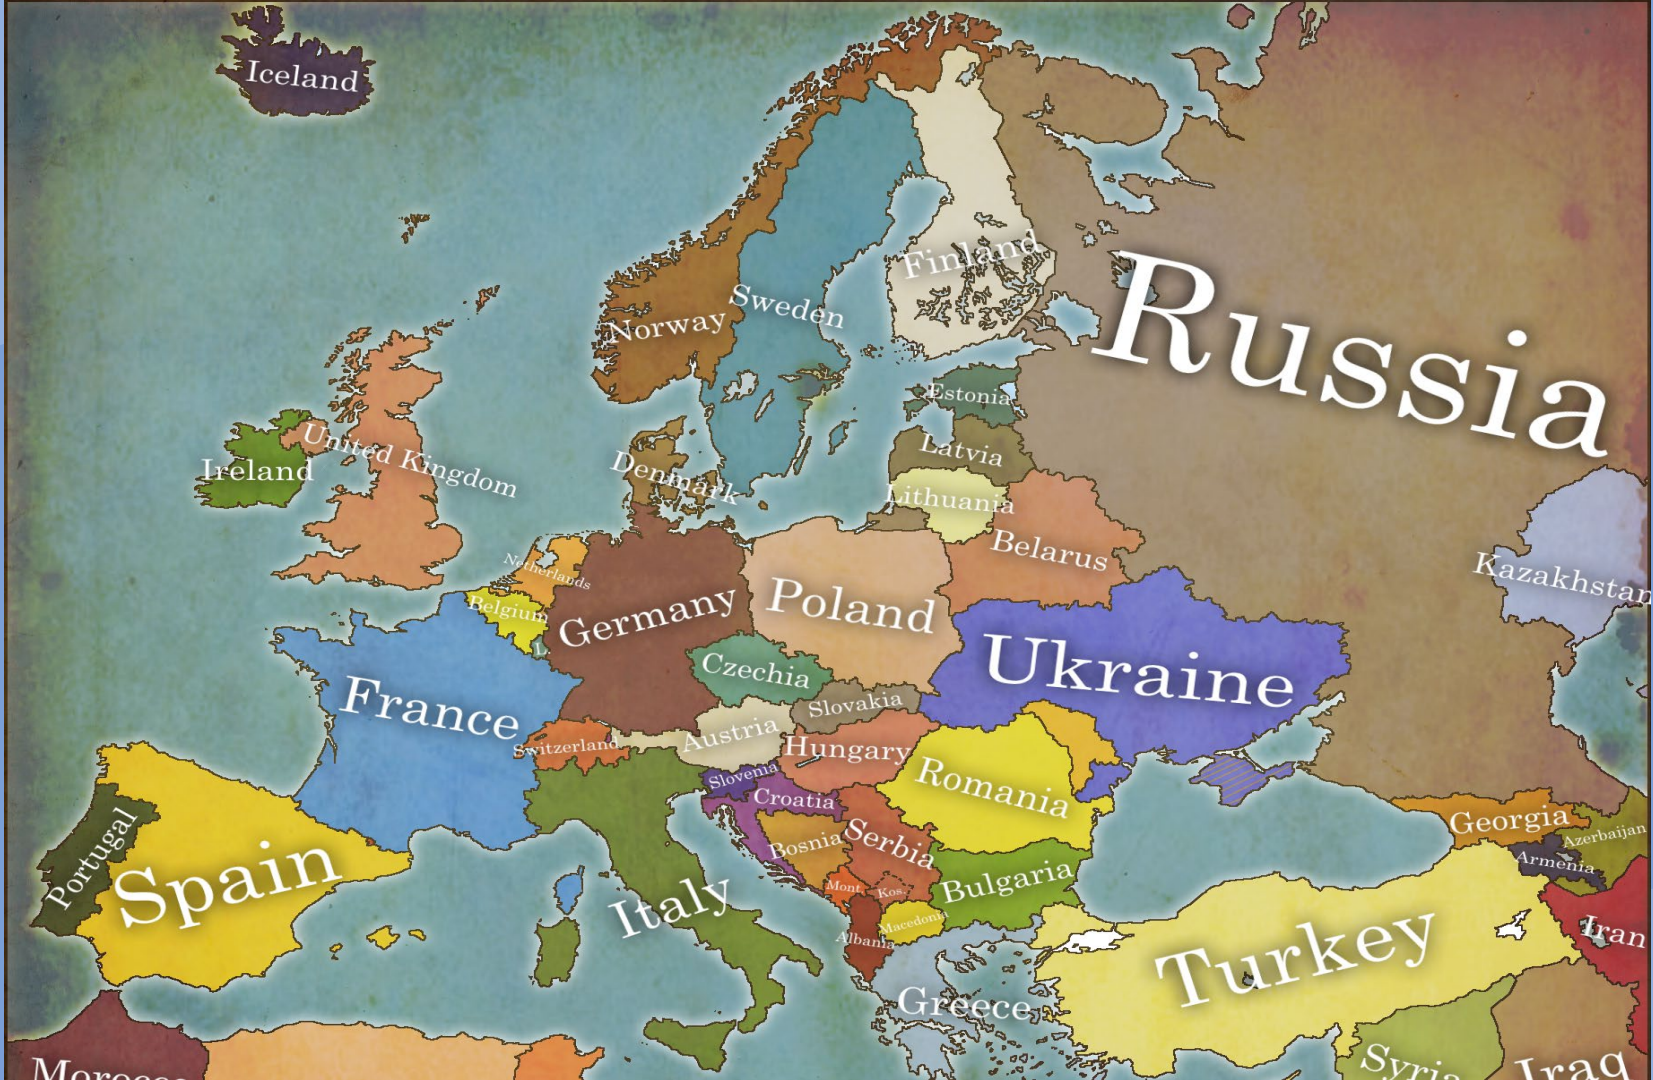 Iceland
Norway
Sweden
Finland
Russia
Estonia
Latvia
Lithuania
Belarus
Ireland
United Kingdom
Denmark
Netherlands
Belgium
L
Germany
Poland
Ukraine
Kazakhstan
France
Czechia
Slovakia
Switzerland
Austria
Hungary
Slovenia
Croatia
Romania
Bosnia
Serbia
Mont
Kos.
Bulgaria
Georgia
Azerbaijan
Armenia
Portugal
Spain
Italy
Albania
Macedonia
Greece
Turkey
Iran
Morocc
Syria
Iraq